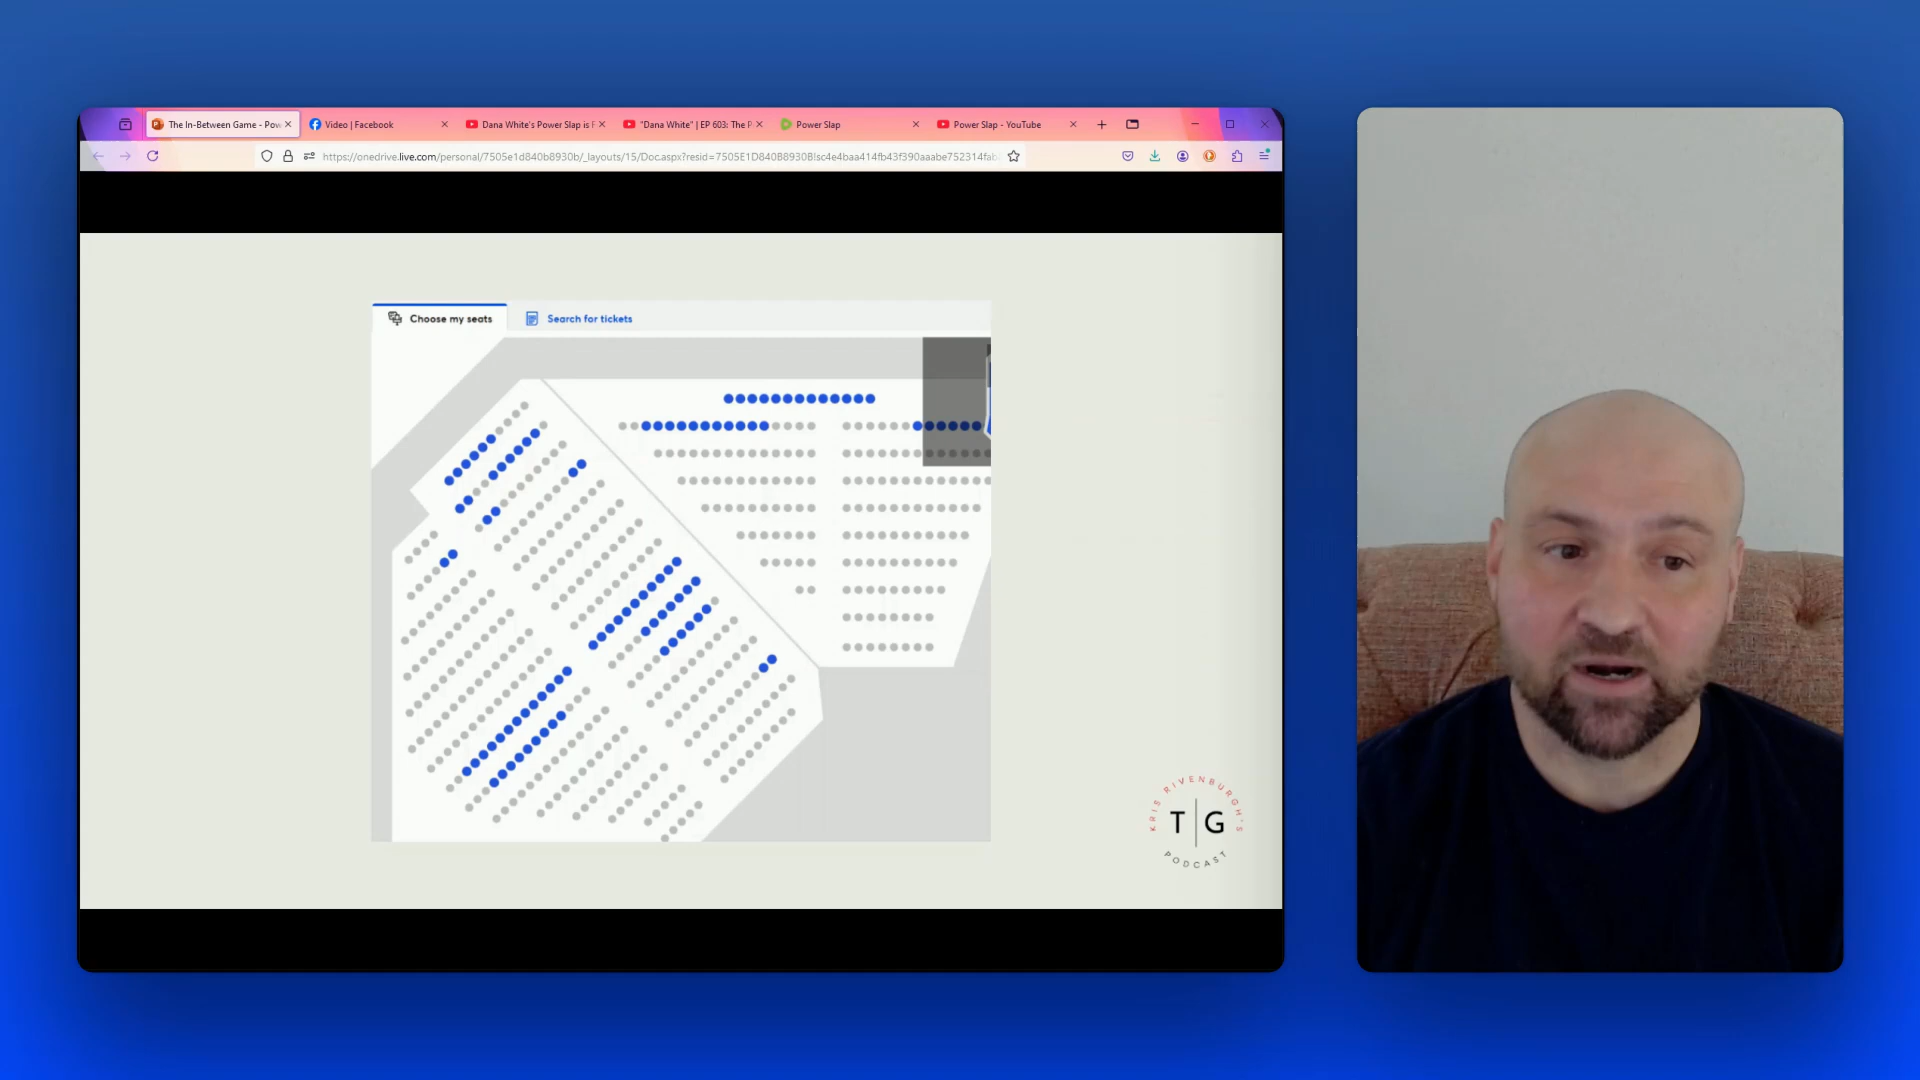 The In-Between Game - Pow
Video | Facebook
Dana White's Power Slap is F
"Dana White" | EP 603: The P
Power Slap
Power Slap - YouTube
https://onedrive.live.com/personal/7505e1d840b8930b/_layouts/15/Doc.aspx?resid=7505E1D840B8930B!sc4e4baa414fb43f390aaabe752314fab
Choose my seats
Search for tickets
KRIS RIVENBURGH'S
T|G
PODCAST